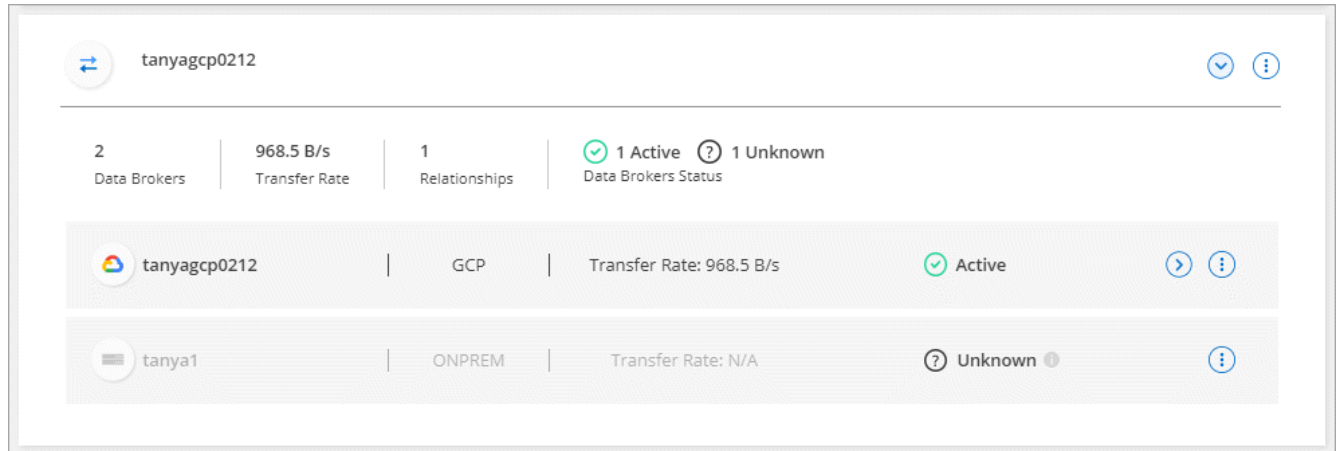 tanyagcp0212
2 968.5 B/s 1 1 Active ? 1 Unknown
Data Brokers Transfer Rate Relationships Data Brokers Status
tanyagcp0212 GCP Transfer Rate: 968.5 B/s Active
tanya1 ONPREM Transfer Rate: N/A ? Unknown i